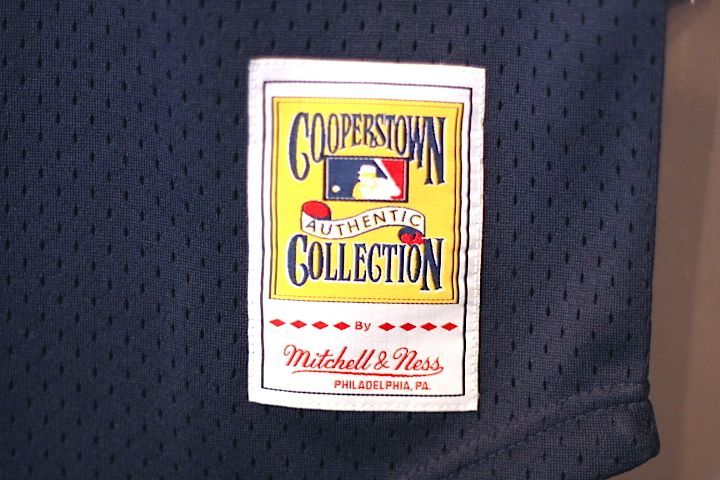 COOPERSTOWN
AUTHENTIC
COLLECTION
By
Mitchell & Ness
PHILADELPHIA, PA.